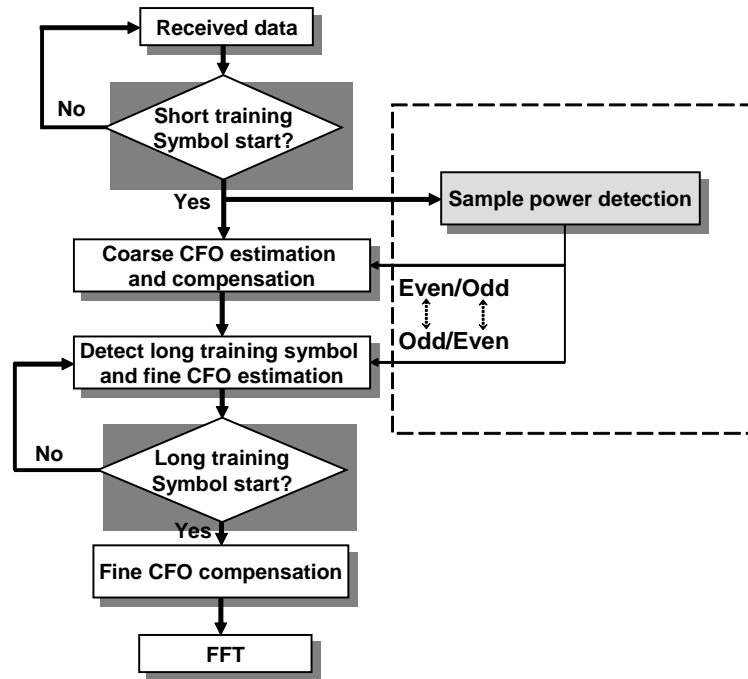 Received data
No
Short training
Symbol start?
Yes
Sample power detection
Coarse CFO estimation
and compensation
Even/Odd
Odd/Even
Detect long training symbol
and fine CFO estimation
No
Long training
Symbol start?
Yes
Fine CFO compensation
FFT